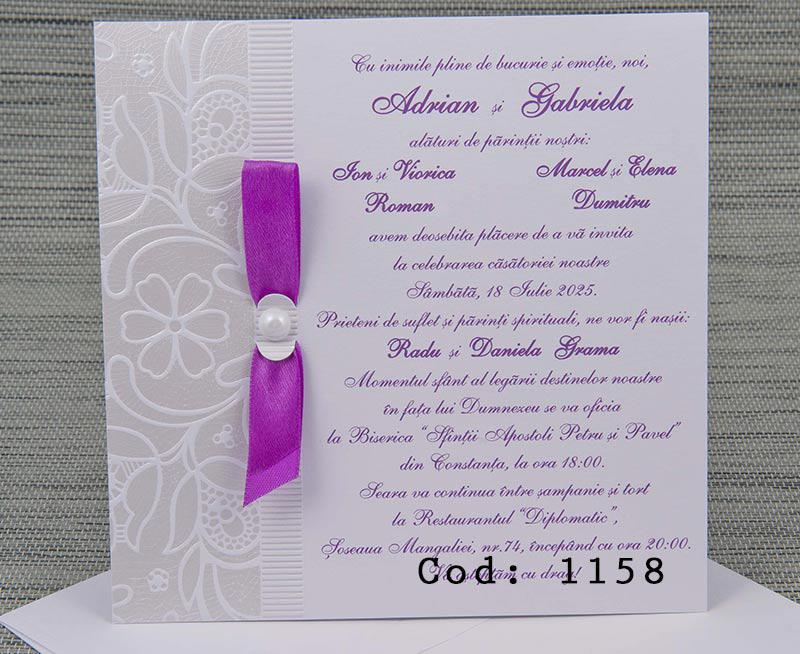 Cu inimile pline de bucurie și emoție, noi,
Adrian și Gabriela
alături de părinții noștri:
Ion și Viorica Marcel și Elena
Roman Dumitru
avem deosebita plăcere de a vă invita
la celebrarea căsătoriei noastre
Sâmbătă, 18 Iulie 2025.
Prieteni de suflet și părinți spirituali, ne vor fi nașii:
Radu și Daniela Grama
Momentul sfânt al legării destinelor noastre
în fața lui Dumnezeu se va oficia
la Biserica "Sfinții Apostoli Petru și Pavel"
din Constanța, la ora 18:00.
Seara va continua între șampanie și tort
la Restaurantul "Diplomatic",
Șoseaua Mangaliei, nr.74, începând cu ora 20:00.
Vă așteptăm cu drag!
Cod: 1158